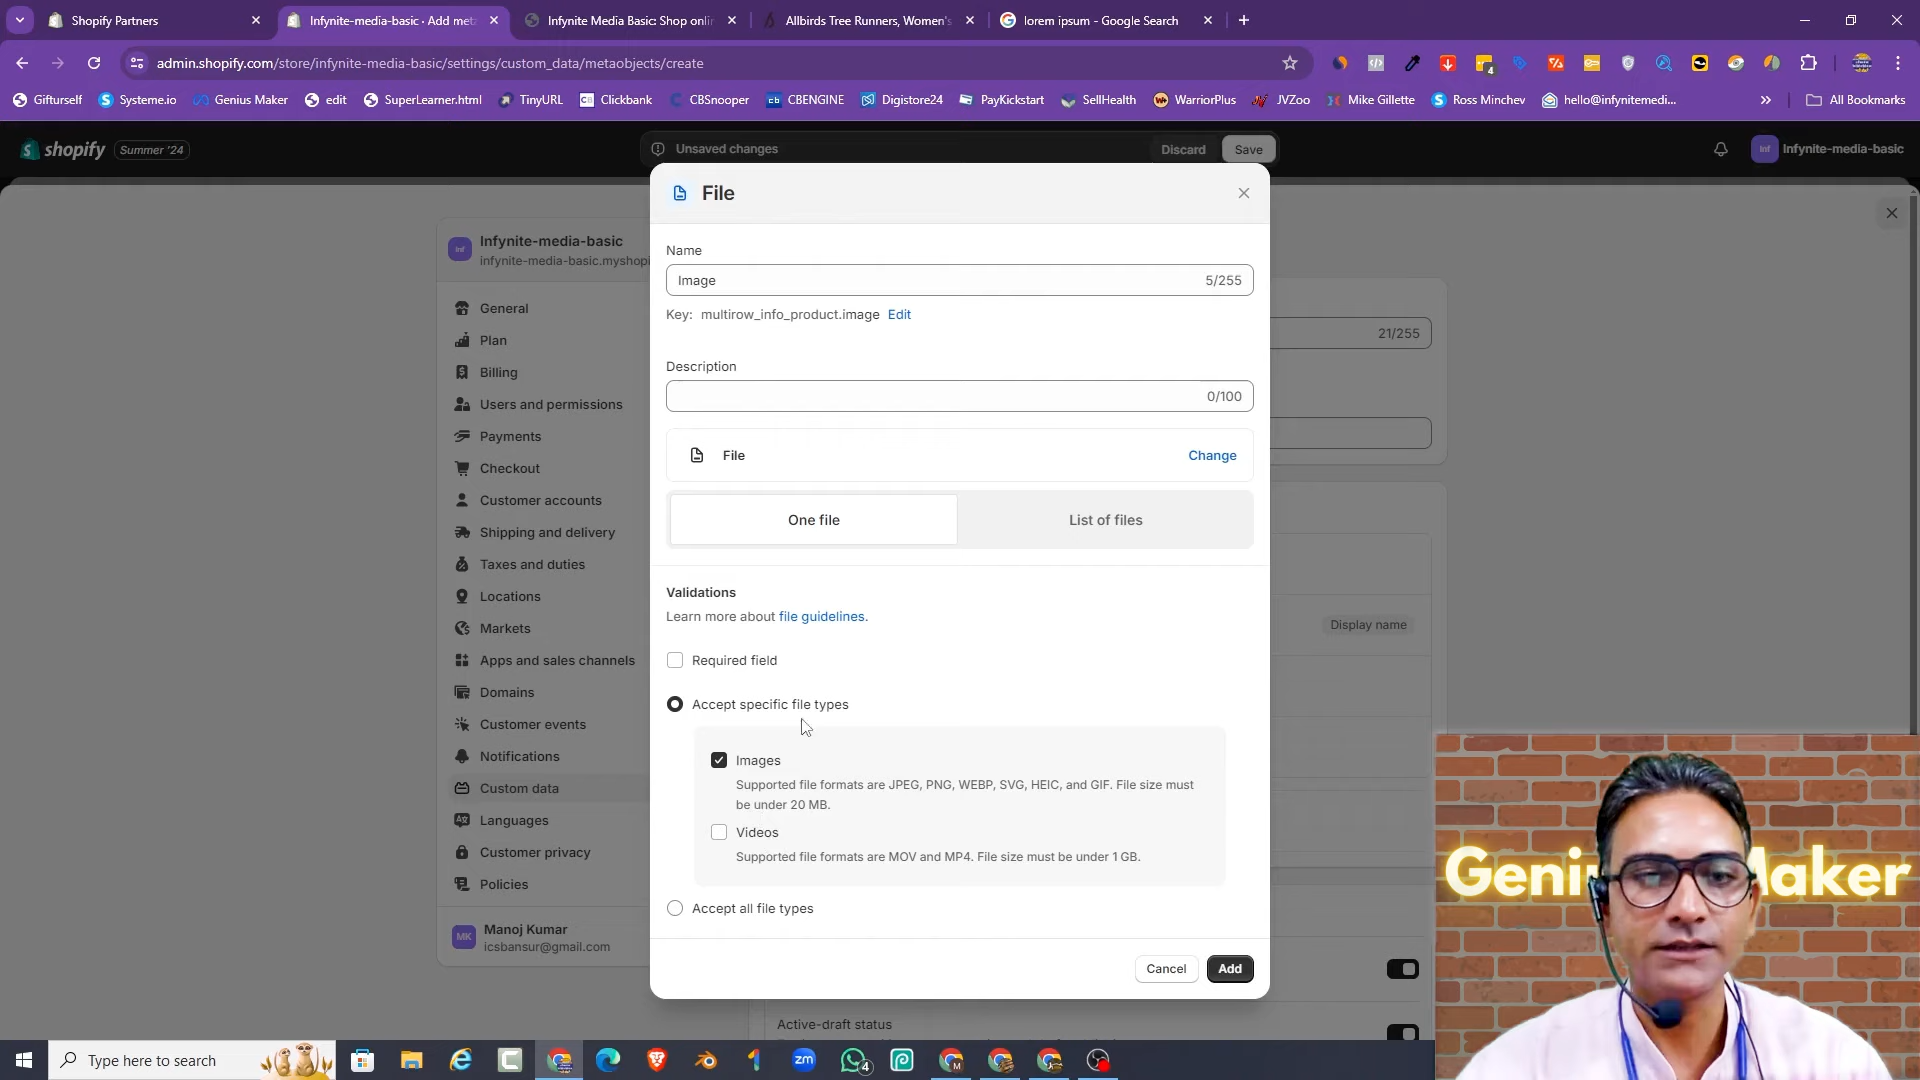 Shopify Partners
Infynite-media-basic · Add meta
Infynite Media Basic: Shop onlin
Allbirds Tree Runners, Women's
lorem ipsum - Google Search
admin.shopify.com/store/infynite-media-basic/settings/custom_data/metaobjects/create
Gifturself
Systeme.io
Genius Maker
edit
SuperLearner.html
TinyURL
Clickbank
CBSnooper
CBENGINE
Digistore24
PayKickstart
SellHealth
WarriorPlus
JVZoo
Mike Gillette
Ross Minchev
hello@infynitemedi...
All Bookmarks
shopify
Summer '24
Unsaved changes
Discard
Save
Inf
Infynite-media-basic
Infynite-media-basic
infynite-media-basic.myshopi
General
Plan
Billing
Users and permissions
Payments
Checkout
Customer accounts
Shipping and delivery
Taxes and duties
Locations
Markets
Apps and sales channels
Domains
Customer events
Notifications
Custom data
Languages
Customer privacy
Policies
MK
Manoj Kumar
icsbansur@gmail.com
File
Name
Image
5/255
Key: multirow_info_product.image Edit
Description
0/100
File
Change
One file
List of files
Validations
Learn more about file guidelines.
Required field
Accept specific file types
Images
Supported file formats are JPEG, PNG, WEBP, SVG, HEIC, and GIF. File size must
be under 20 MB.
Videos
Supported file formats are MOV and MP4. File size must be under 1 GB.
Accept all file types
Cancel
Add
21/255
Display name
Active-draft status
Geni
Maker
Type here to search
zm
4